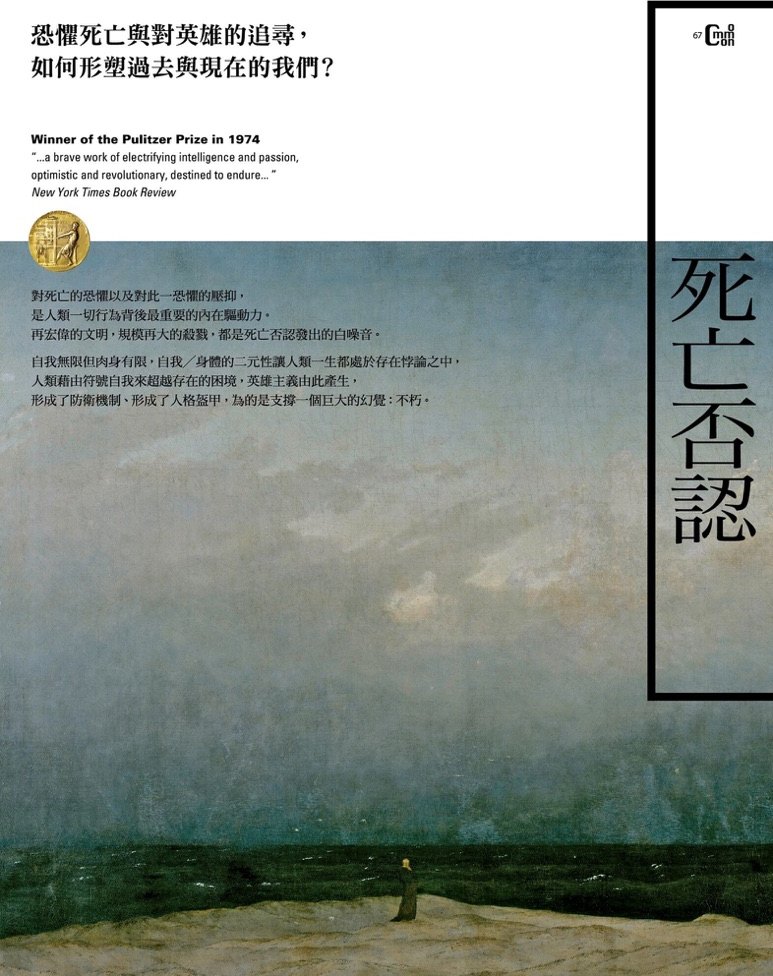 恐懼死亡與對英雄的追尋，
如何形塑過去與現在的我們？
67 Common
Winner of the Pulitzer Prize in 1974
“...a brave work of electrifying intelligence and passion,
optimistic and revolutionary, destined to endure... ”
New York Times Book Review
對死亡的恐懼以及對此一恐懼的壓抑，
是人類一切行為背後最重要的內在驅動力。
再宏偉的文明，規模再大的殺戮，都是死亡否認發出的白噪音。
自我無限但肉身有限，自我／身體的二元性讓人類一生都處於存在悖論之中，
人類藉由符號自我來超越存在的困境，英雄主義由此產生，
形成了防衛機制、形成了人格盔甲，為的是支撐一個巨大的幻覺：不朽。
死亡否認